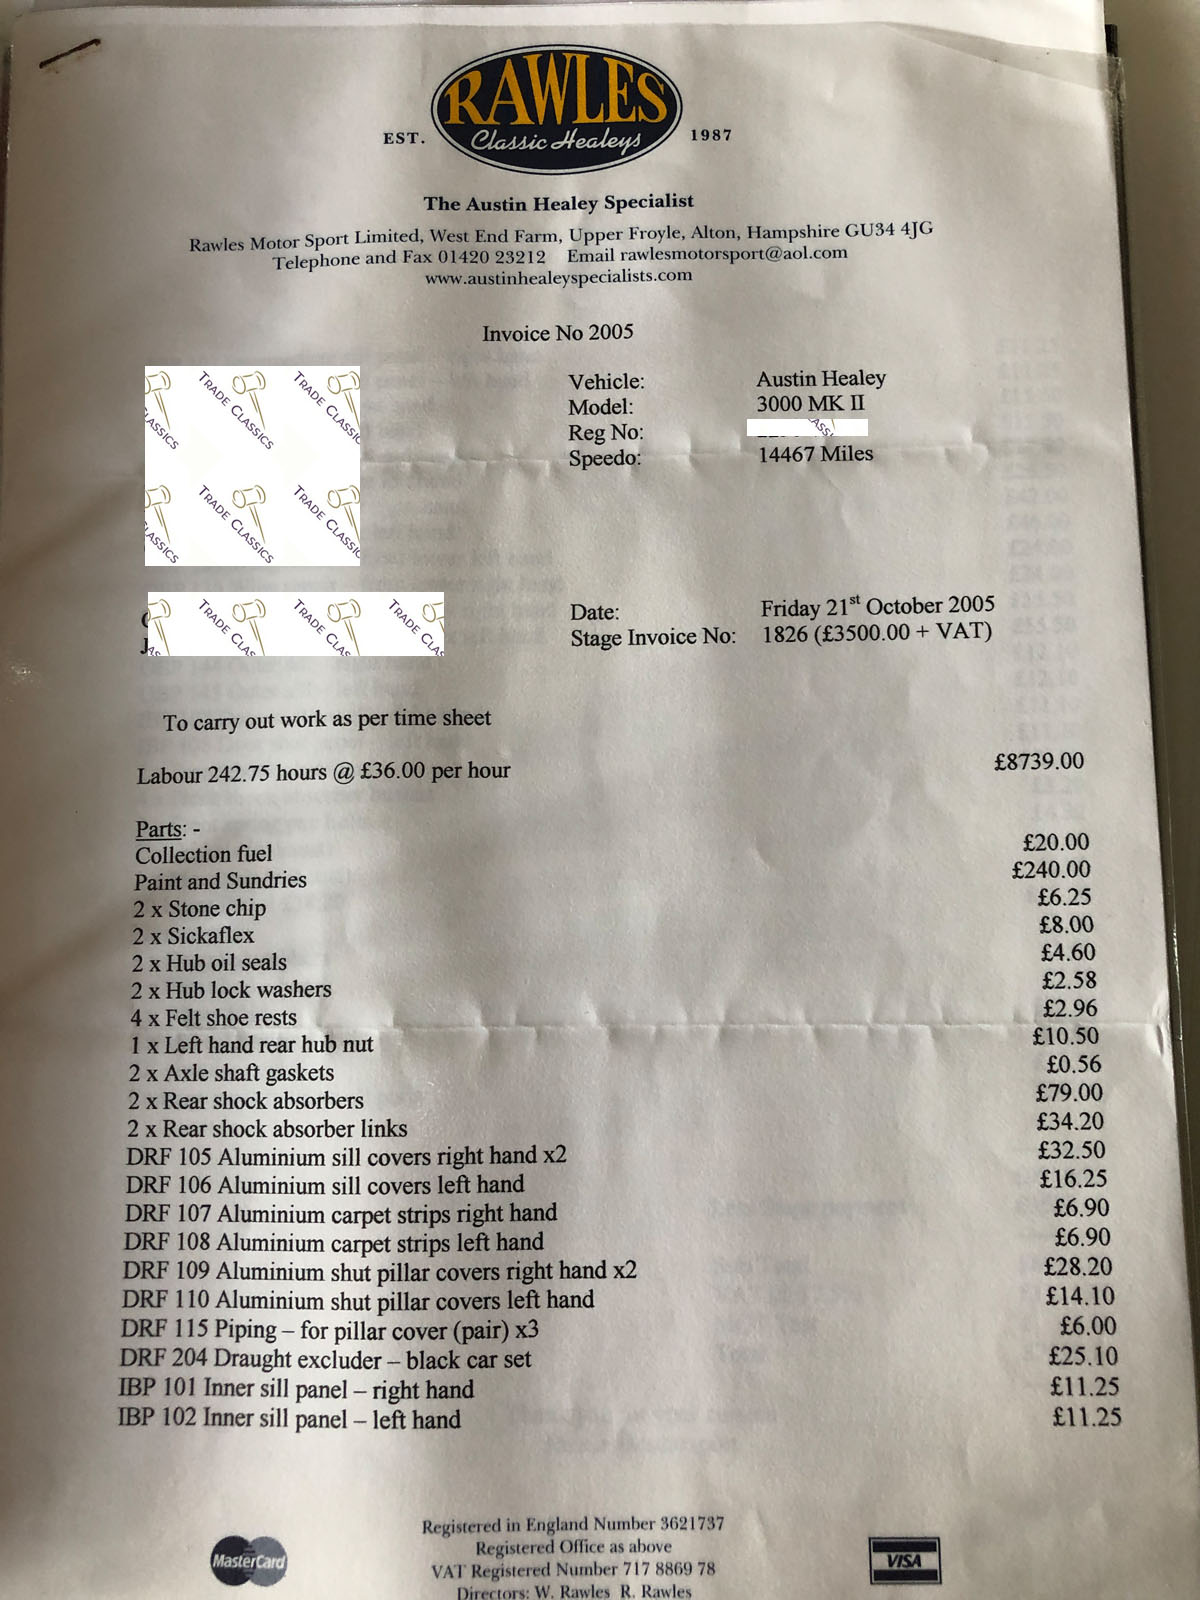 RAWLES
Classic Healeys
EST. 1987
The Austin Healey Specialist
Rawles Motor Sport Limited, West End Farm, Upper Froyle, Alton, Hampshire GU34 4JG
Telephone and Fax 01420 23212 Email rawlesmotorsport@aol.com
www.austinhealeyspecialists.com
Invoice No 2005
TRADE CLASSICS TRADE CLASSICS
TRADE CLASSICS TRADE CLASSICS
Vehicle: Austin Healey
Model: 3000 MK II
Reg No:
Speedo: 14467 Miles
TRADE TRADE TRADE
Date: Friday 21st October 2005
Stage Invoice No: 1826 (£3500.00 + VAT)
To carry out work as per time sheet
Labour 242.75 hours @ £36.00 per hour £8739.00
Parts: -
Collection fuel £20.00
Paint and Sundries £240.00
2 x Stone chip £6.25
2 x Sickaflex £8.00
2 x Hub oil seals £4.60
2 x Hub lock washers £2.58
4 x Felt shoe rests £2.96
1 x Left hand rear hub nut £10.50
2 x Axle shaft gaskets £0.56
2 x Rear shock absorbers £79.00
2 x Rear shock absorber links £34.20
DRF 105 Aluminium sill covers right hand x2 £32.50
DRF 106 Aluminium sill covers left hand £16.25
DRF 107 Aluminium carpet strips right hand £6.90
DRF 108 Aluminium carpet strips left hand £6.90
DRF 109 Aluminium shut pillar covers right hand x2 £28.20
DRF 110 Aluminium shut pillar covers left hand £14.10
DRF 115 Piping – for pillar cover (pair) x3 £6.00
DRF 204 Draught excluder – black car set £25.10
IBP 101 Inner sill panel – right hand £11.25
IBP 102 Inner sill panel – left hand £11.25
Registered in England Number 3621737
Registered Office as above
VAT Registered Number 717 8869 78
Directors: W. Rawles R. Rawles
MasterCard
VISA